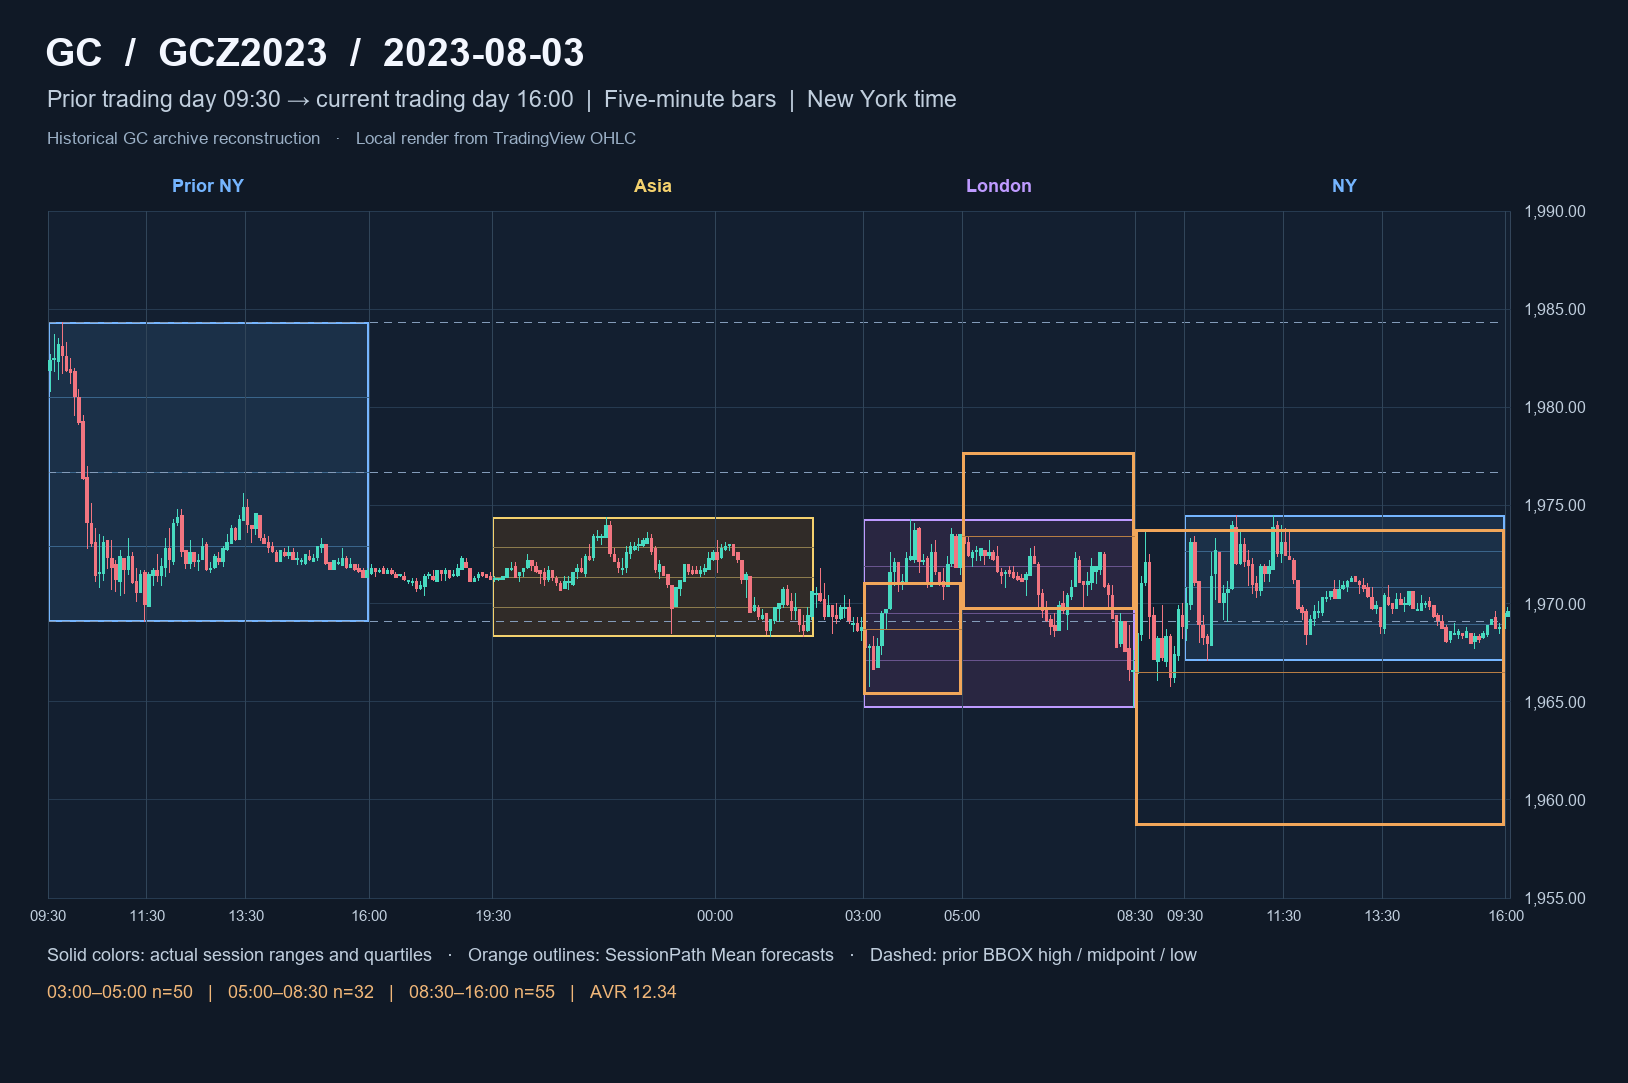 GC / GCZ2023 / 2023-08-03
Prior trading day 09:30 → current trading day 16:00 | Five-minute bars | New York time
Historical GC archive reconstruction · Local render from TradingView OHLC
Prior NY Asia London NY
1,990.00
1,985.00
1,980.00
1,975.00
1,970.00
1,965.00
1,960.00
1,955.00
09:30 11:30 13:30 16:00 19:30 00:00 03:00 05:00 08:30 09:30 11:30 13:30 16:00
Solid colors: actual session ranges and quartiles · Orange outlines: SessionPath Mean forecasts · Dashed: prior BBOX high / midpoint / low
03:00–05:00 n=50 | 05:00–08:30 n=32 | 08:30–16:00 n=55 | AVR 12.34